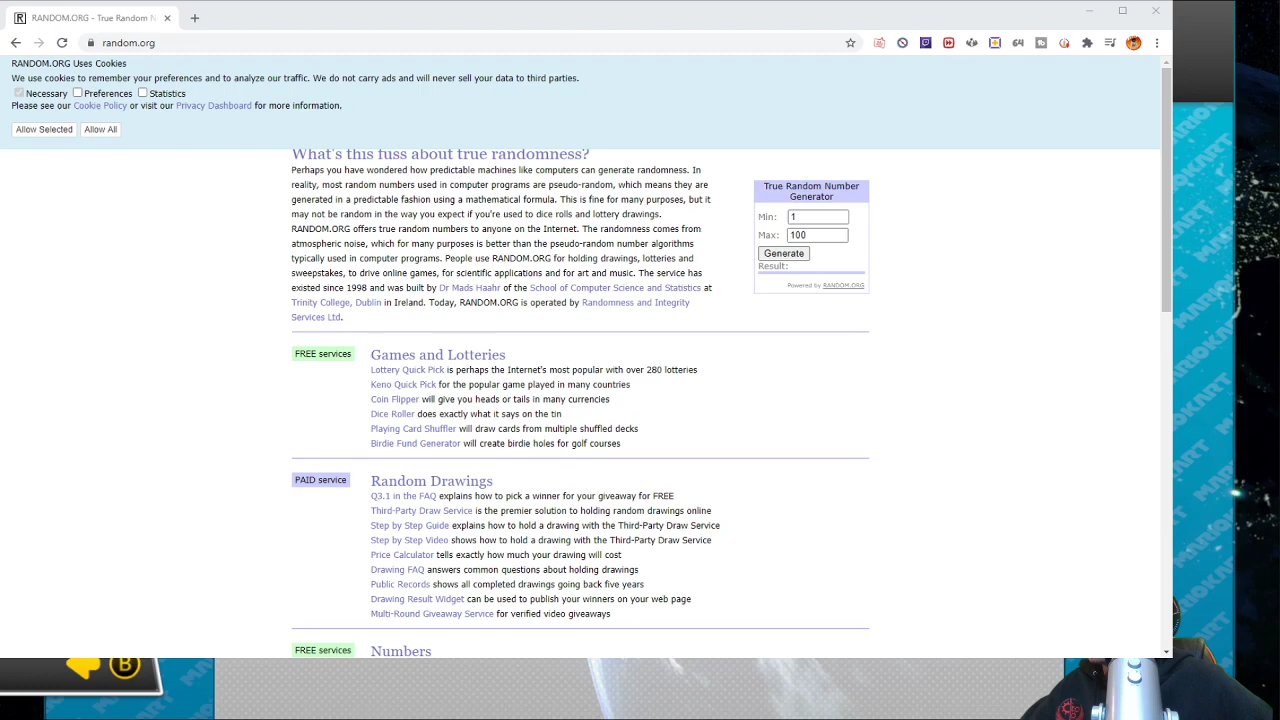 RANDOM.ORG - True Random N
random.org
RANDOM.ORG Uses Cookies
We use cookies to remember your preferences and to analyze our traffic. We do not carry ads and will never sell your data to third parties.
Necessary Preferences Statistics
Please see our Cookie Policy or visit our Privacy Dashboard for more information.
Allow Selected Allow All
What's this fuss about true randomness?
Perhaps you have wondered how predictable machines like computers can generate randomness. In
reality, most random numbers used in computer programs are pseudo-random, which means they are
generated in a predictable fashion using a mathematical formula. This is fine for many purposes, but it
may not be random in the way you expect if you're used to dice rolls and lottery drawings.
RANDOM.ORG offers true random numbers to anyone on the Internet. The randomness comes from
atmospheric noise, which for many purposes is better than the pseudo-random number algorithms
typically used in computer programs. People use RANDOM.ORG for holding drawings, lotteries and
sweepstakes, to drive online games, for scientific applications and for art and music. The service has
existed since 1998 and was built by Dr Mads Haahr of the School of Computer Science and Statistics at
Trinity College, Dublin in Ireland. Today, RANDOM.ORG is operated by Randomness and Integrity
Services Ltd.
True Random Number
Generator
Min: 1
Max: 100
Generate
Result:
Powered by RANDOM.ORG
FREE services
Games and Lotteries
Lottery Quick Pick is perhaps the Internet's most popular with over 280 lotteries
Keno Quick Pick for the popular game played in many countries
Coin Flipper will give you heads or tails in many currencies
Dice Roller does exactly what it says on the tin
Playing Card Shuffler will draw cards from multiple shuffled decks
Birdie Fund Generator will create birdie holes for golf courses
PAID service
Random Drawings
Q3.1 in the FAQ explains how to pick a winner for your giveaway for FREE
Third-Party Draw Service is the premier solution to holding random drawings online
Step by Step Guide explains how to hold a drawing with the Third-Party Draw Service
Step by Step Video shows how to hold a drawing with the Third-Party Draw Service
Price Calculator tells exactly how much your drawing will cost
Drawing FAQ answers common questions about holding drawings
Public Records shows all completed drawings going back five years
Drawing Result Widget can be used to publish your winners on your web page
Multi-Round Giveaway Service for verified video giveaways
FREE services
Numbers
B
MARIOKART
MARIOKART